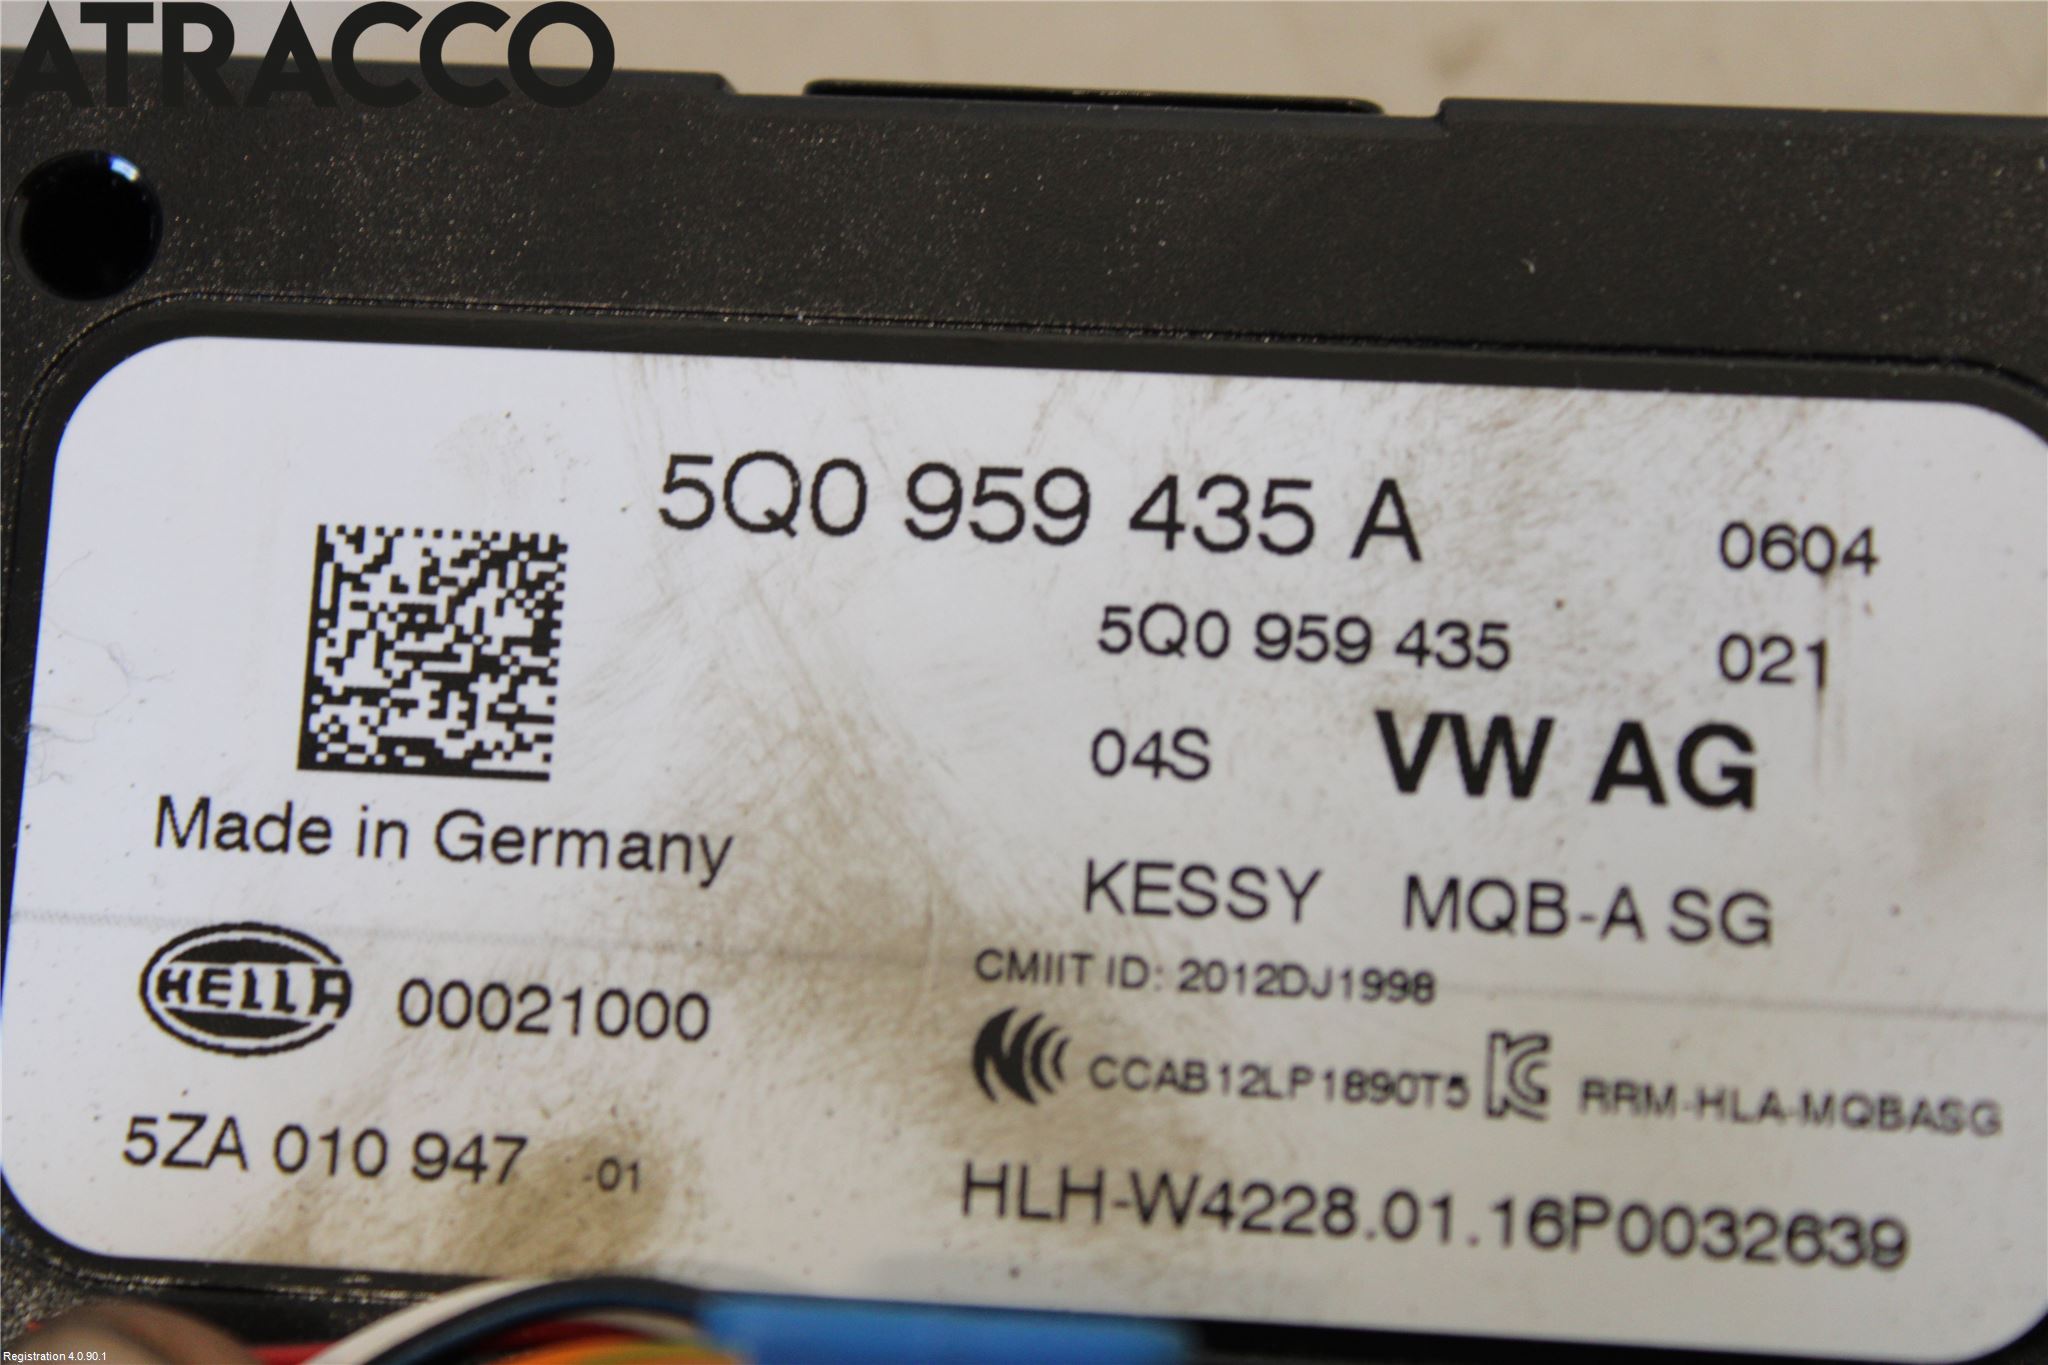 ATRACCO
5Q0 959 435 A 0604
5Q0 959 435 021
04S VW AG
Made in Germany
KESSY MQB-A SG
CMIIT ID: 2012DJ1998
HELLA 00021000
CCAB12LP1890T5 RRM-HLA-MQBASG
5ZA 010 947 -01
HLH-W4228.01.16P0032639
Registration 4.0.90.1